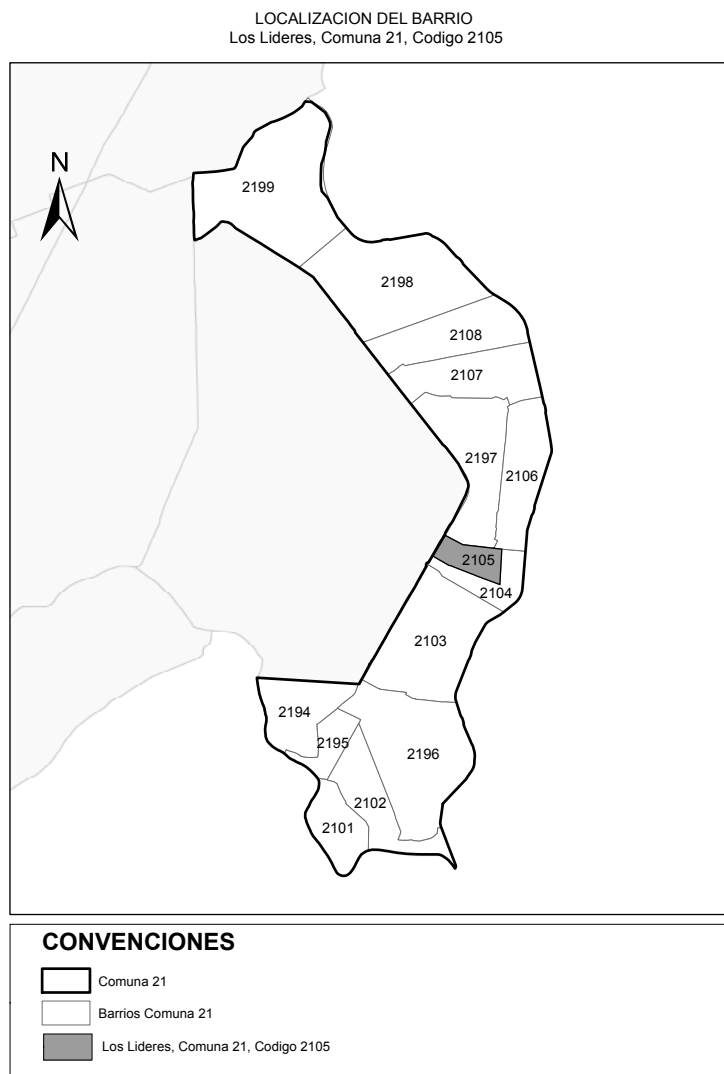 LOCALIZACION DEL BARRIO
Los Lideres, Comuna 21, Codigo 2105
N
2199
2198
2108
2107
2197
2106
2105
2104
2103
2194
2195
2196
2102
2101
CONVENCIONES
Comuna 21
Barrios Comuna 21
Los Lideres, Comuna 21, Codigo 2105